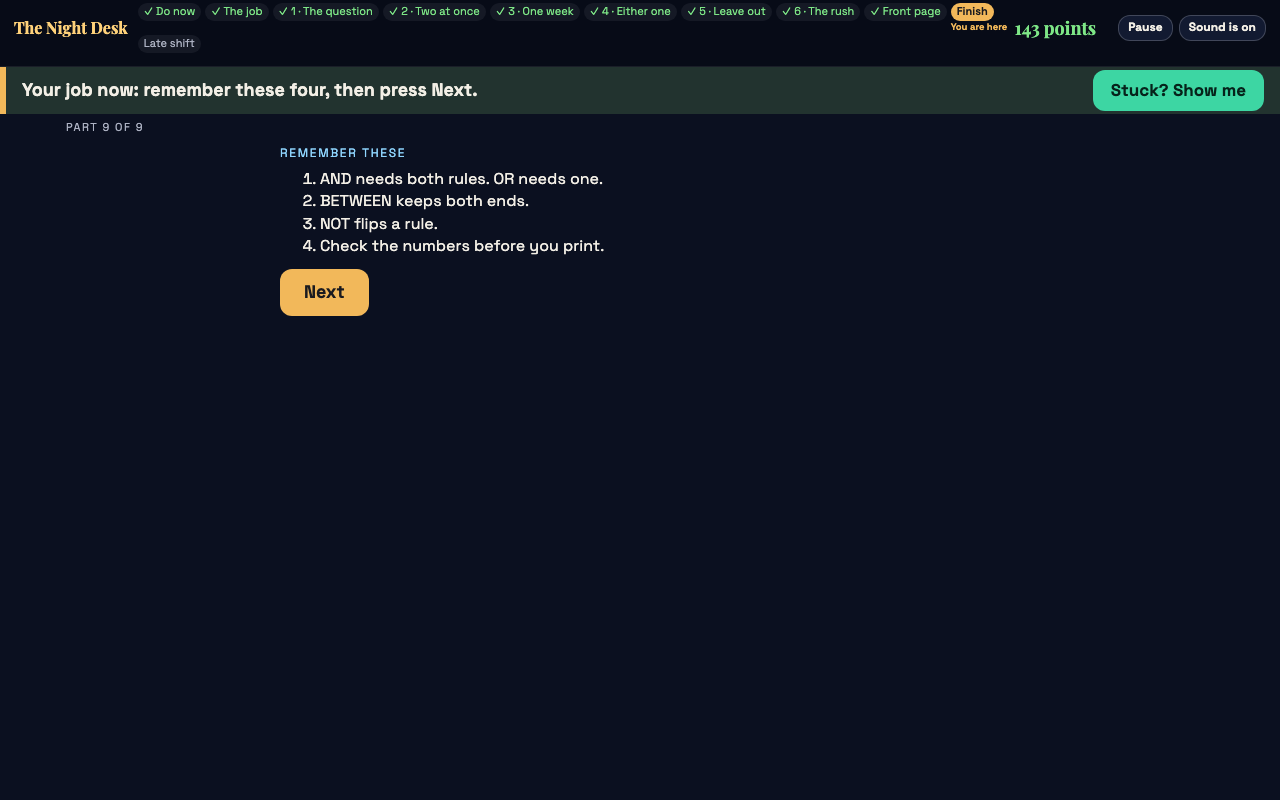 The Night Desk
✓ Do now ✓ The job ✓ 1 · The question ✓ 2 · Two at once ✓ 3 · One week ✓ 4 · Either one ✓ 5 · Leave out ✓ 6 · The rush ✓ Front page Finish
You are here
Late shift
143 points
Pause
Sound is on
Your job now: remember these four, then press Next.
Stuck? Show me
PART 9 OF 9
REMEMBER THESE
1. AND needs both rules. OR needs one.
2. BETWEEN keeps both ends.
3. NOT flips a rule.
4. Check the numbers before you print.
Next